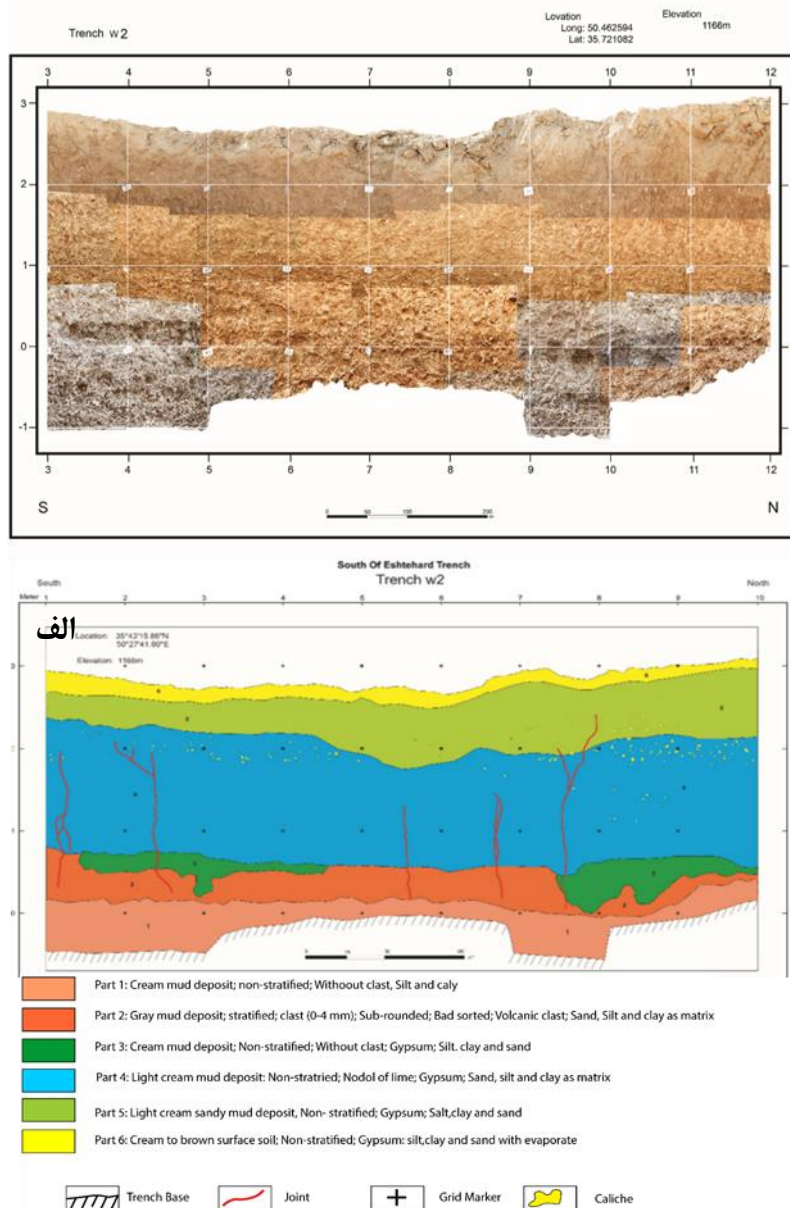 Trench w2
Lovation
Long: 50.462594
Lat: 35.721082
Elevation
1166m
3 4 5 6 7 8 9 10 11 12
3
2
1
0
-1
3 4 5 6 7 8 9 10 11 12
S
N
0 50 100 200
South Of Eshtehard Trench
Trench w2
South
North
Meter 1 2 3 4 5 6 7 8 9 10
الف
Location: 35°43'15.86"N
50°27'41.00"E
Elevation: 1166m
Part 1: Cream mud deposit; non-stratified; Withoout clast, Silt and caly
Part 2: Gray mud deposit; stratified; clast (0-4 mm); Sub-rounded; Bad sorted; Volcanic clast; Sand, Silt and clay as matrix
Part 3: Cream mud deposit; Non-stratified; Without clast; Gypsum; Silt. clay and sand
Part 4: Light cream mud deposit: Non-stratried; Nodol of lime; Gypsum; Sand, silt and clay as matrix
Part 5: Light cream sandy mud deposit, Non- stratified; Gypsum; Salt,clay and sand
Part 6: Cream to brown surface soil; Non-stratified; Gypsum: silt,clay and sand with evaporate
Trench Base
Joint
Grid Marker
Caliche